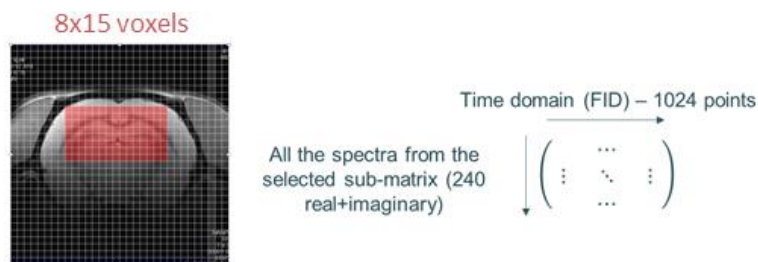 8x15 voxels
Time domain (FID) – 1024 points
All the spectra from the
selected sub-matrix (240
real+imaginary)